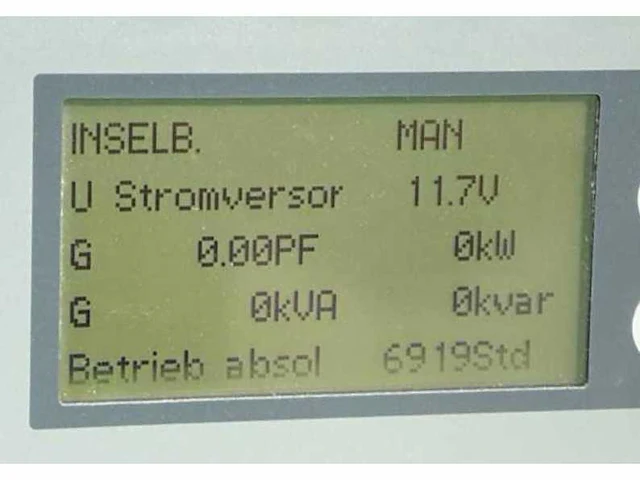 INSELB. MAN
U Stromversor 11.7V
G 0.00PF 0kW
G 0kVA 0kvar
Betrieb absol 6919Std